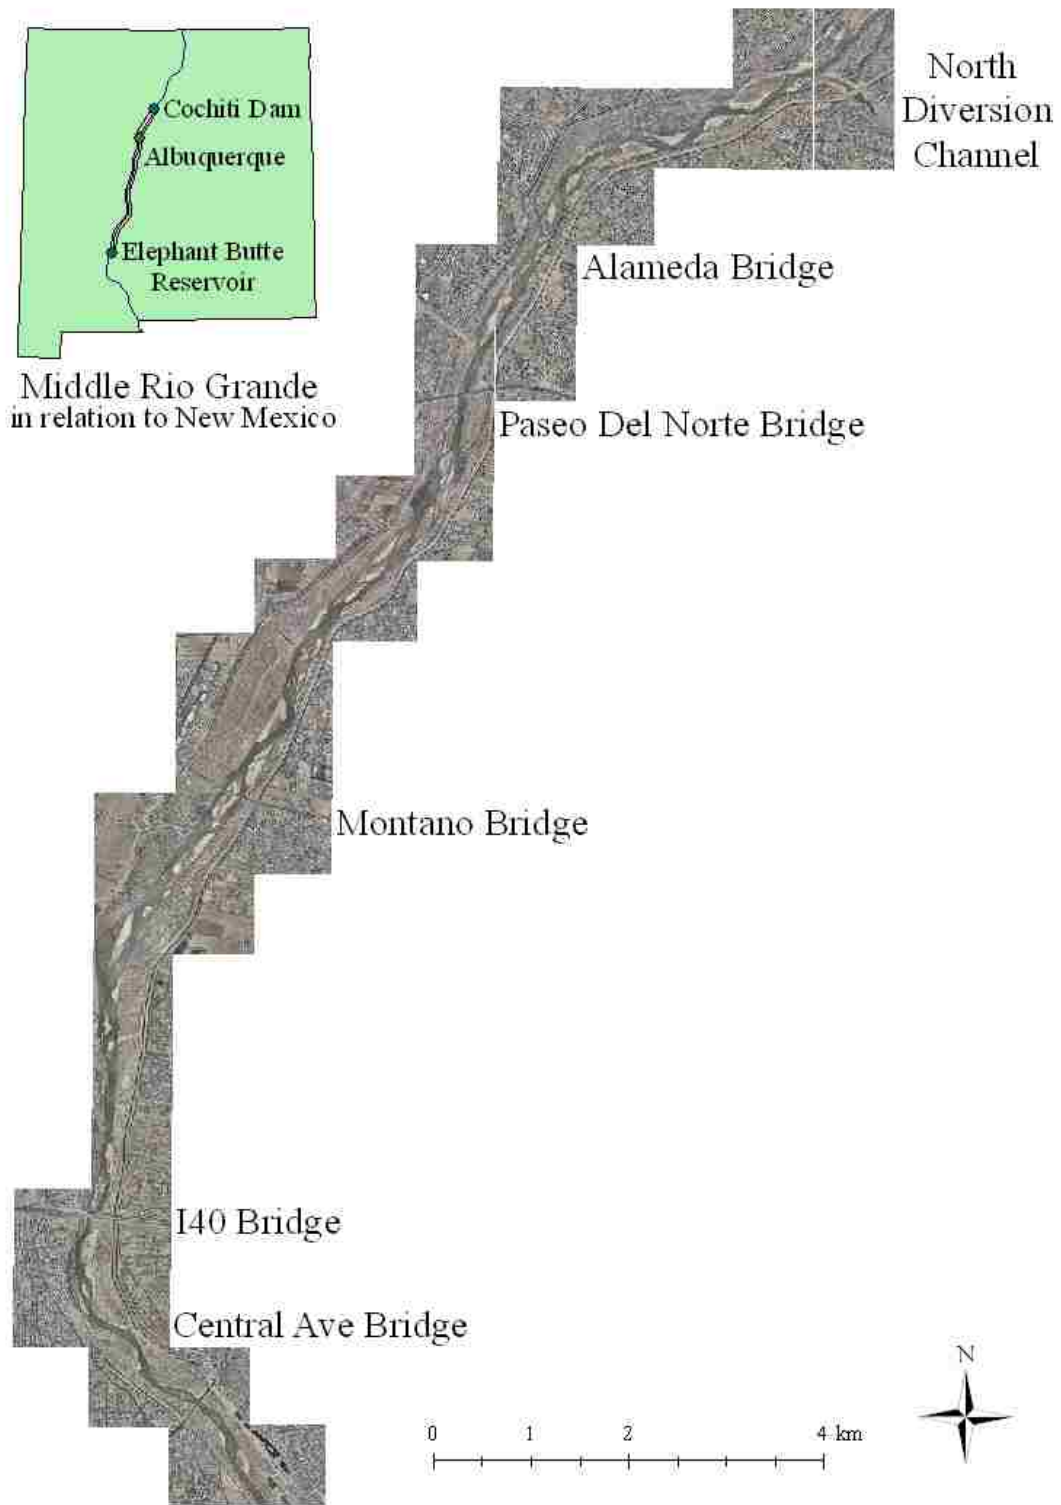 Cochiti Dam
Albuquerque
Elephant Butte
Reservoir
Middle Rio Grande
in relation to New Mexico
North
Diversion
Channel
Alameda Bridge
Paseo Del Norte Bridge
Montano Bridge
I40 Bridge
Central Ave Bridge
N
0 1 2 4 km